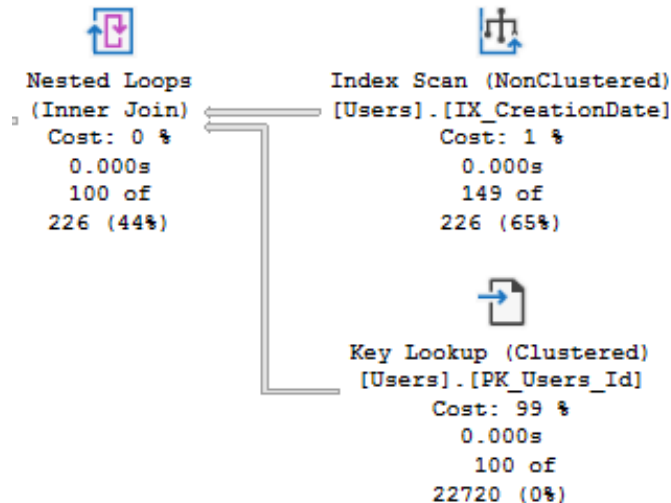 Nested Loops
(Inner Join)
Cost: 0 %
0.000s
100 of
226 (44%)
Index Scan (NonClustered)
[Users].[IX_CreationDate]
Cost: 1 %
0.000s
149 of
226 (65%)
Key Lookup (Clustered)
[Users].[PK_Users_Id]
Cost: 99 %
0.000s
100 of
22720 (0%)